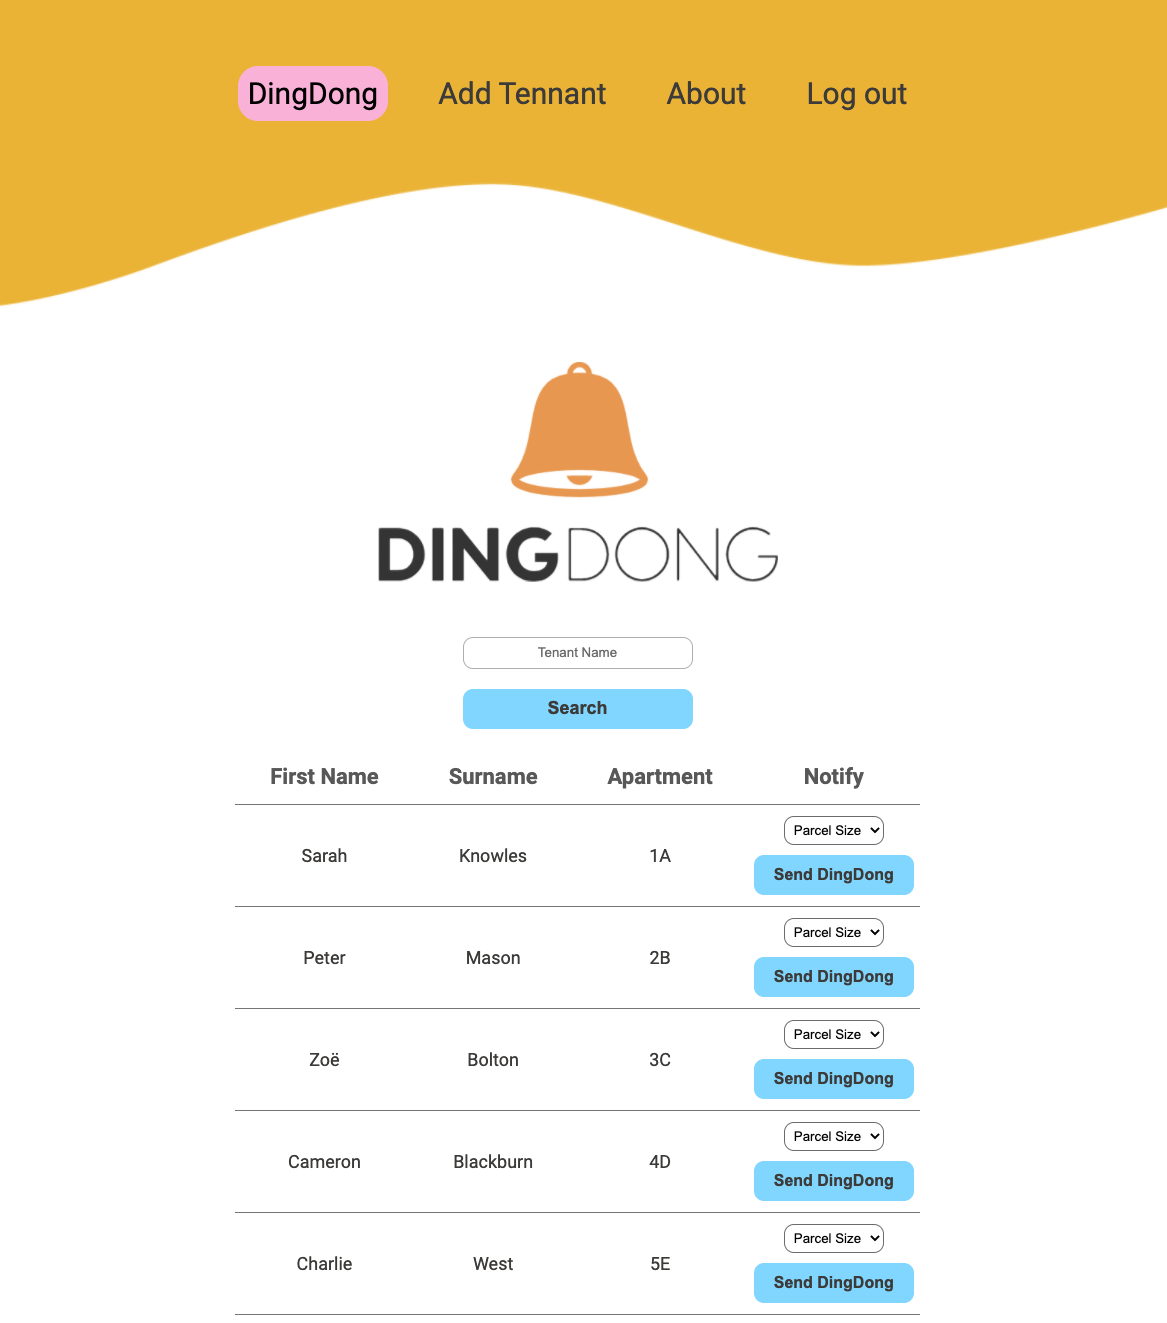 DingDong Add Tennant About Log out
DINGDONG
Tenant Name
Search
First Name Surname Apartment Notify
Parcel Size
Sarah Knowles 1A
Send DingDong
Parcel Size
Peter Mason 2B
Send DingDong
Parcel Size
Zoë Bolton 3C
Send DingDong
Parcel Size
Cameron Blackburn 4D
Send DingDong
Parcel Size
Charlie West 5E
Send DingDong